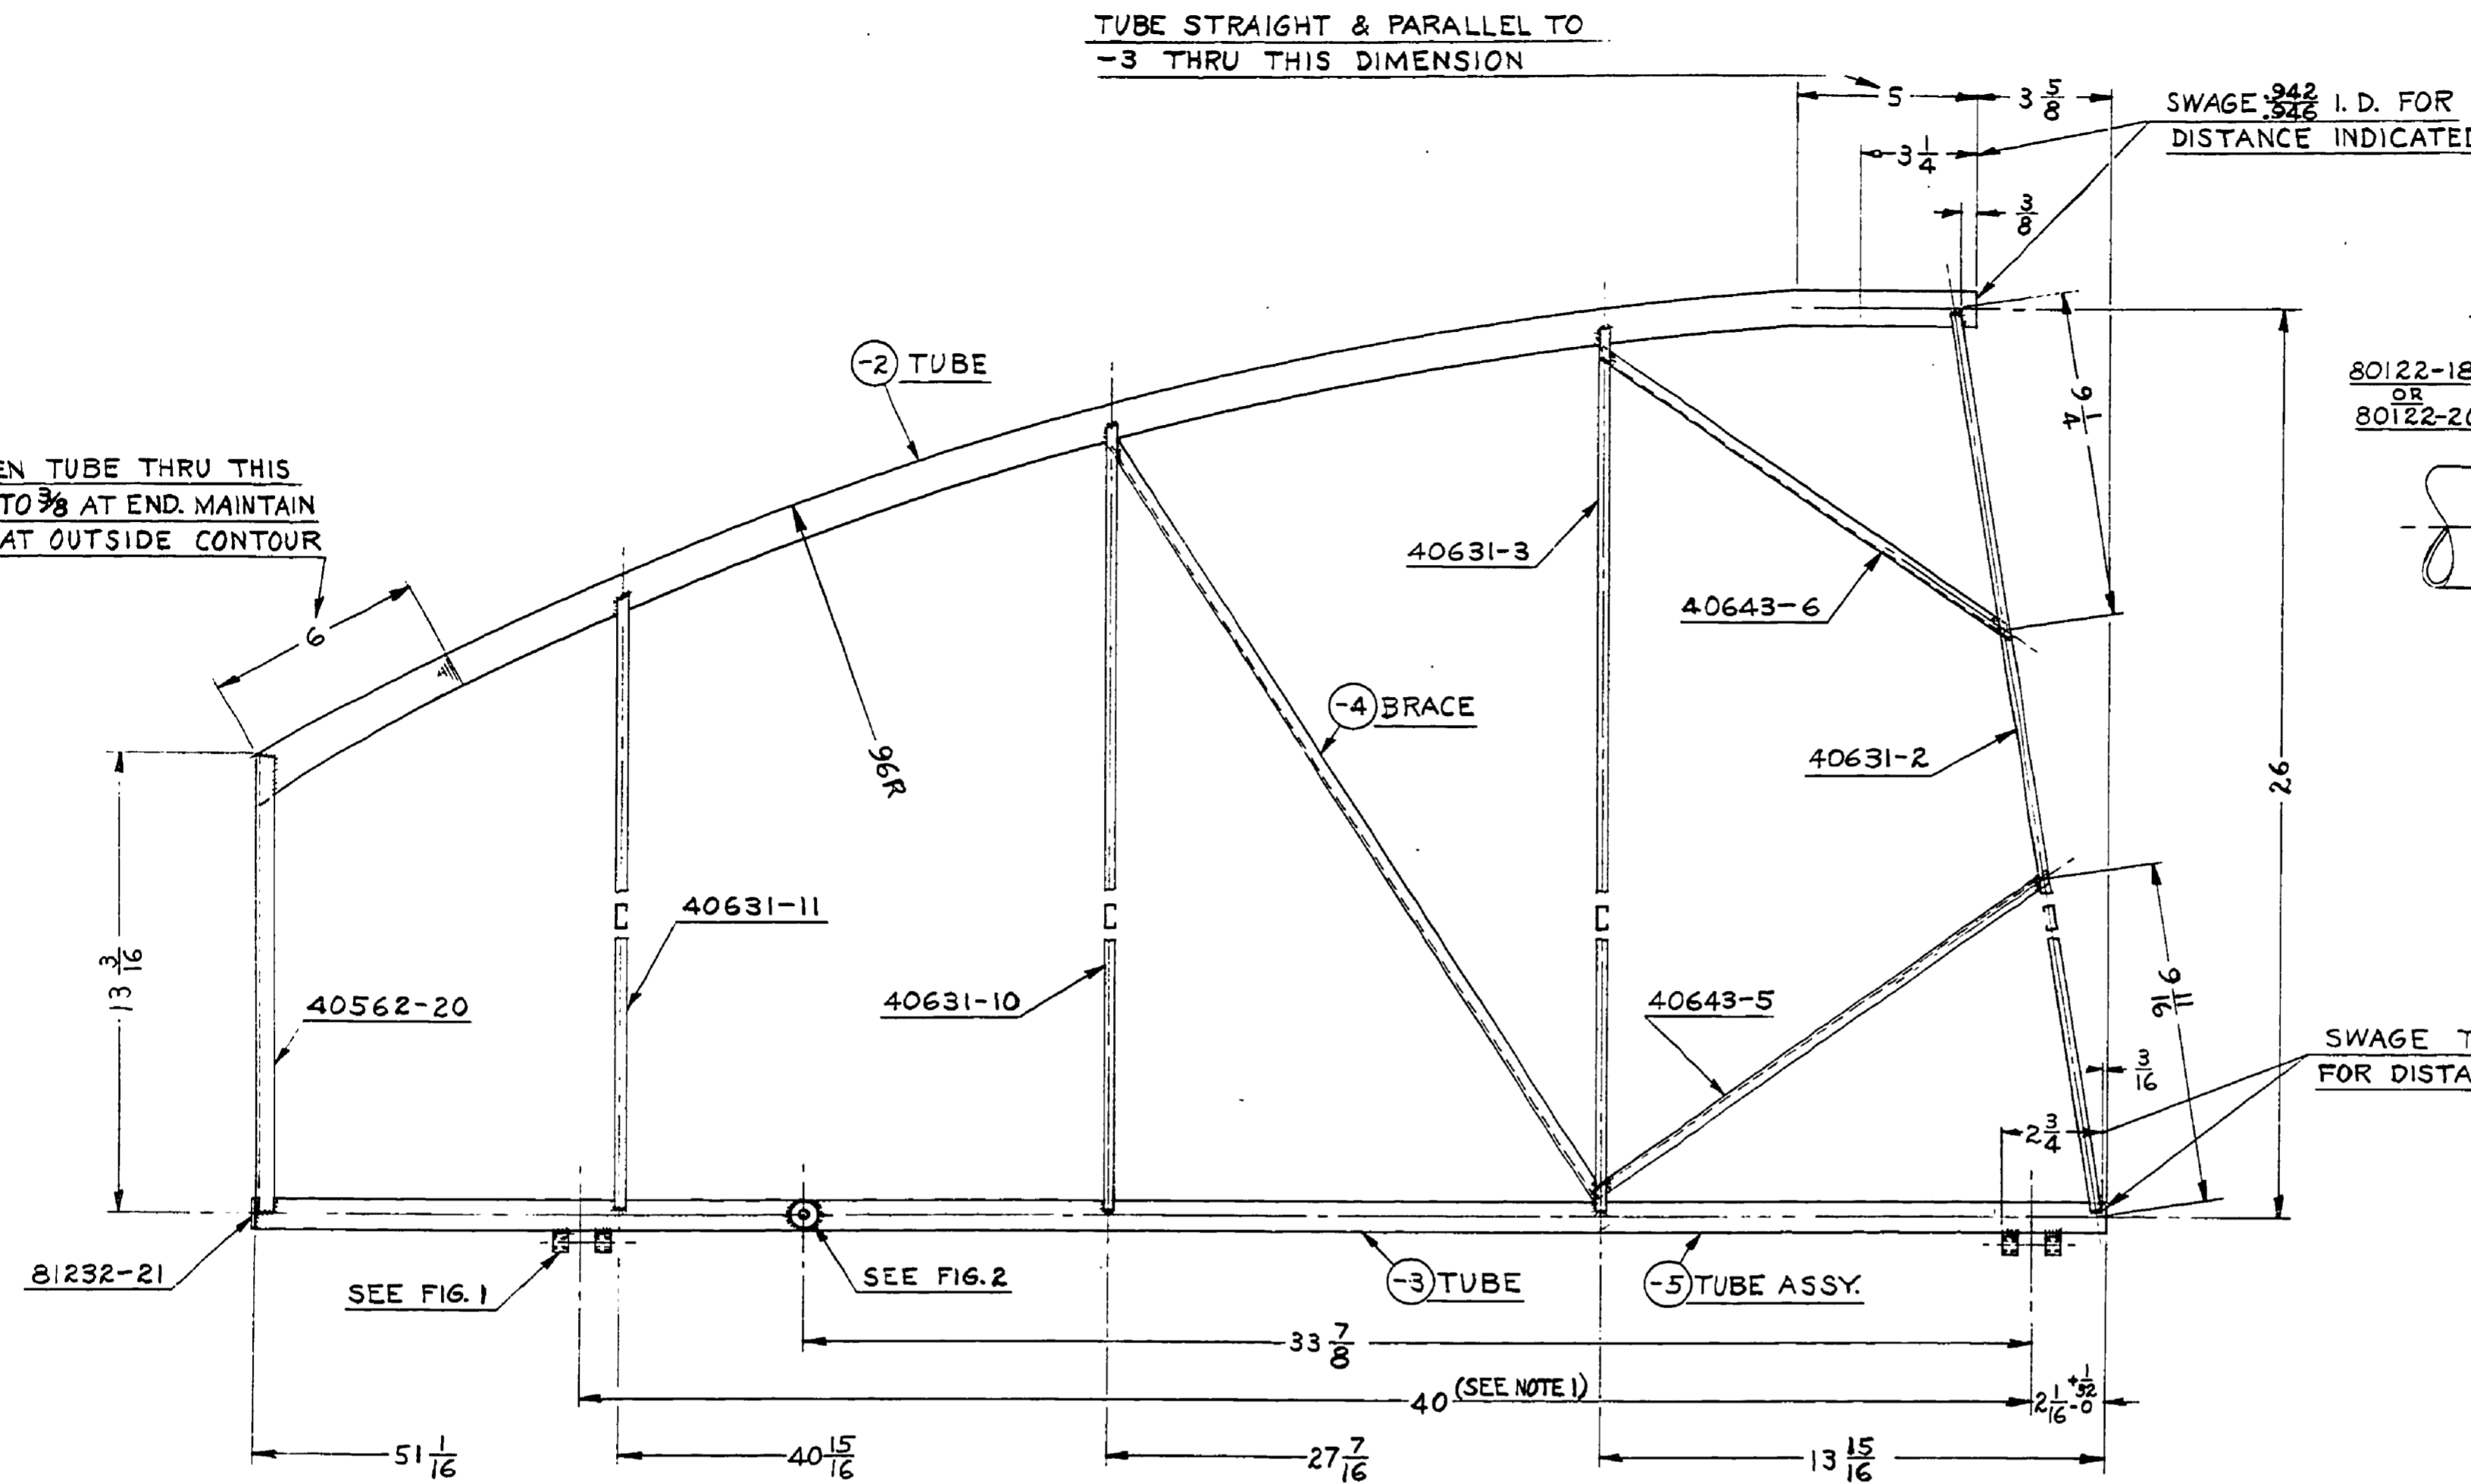 TUBE STRAIGHT & PARALLEL TO
-3 THRU THIS DIMENSION
5
3 5/8
SWAGE .942/.946 I.D. FOR
DISTANCE INDICATED
3 1/4
3/8
-2 TUBE
9 1/4
80122-18
OR
80122-20
EN TUBE THRU THIS
TO 3/8 AT END. MAINTAIN
AT OUTSIDE CONTOUR
6
40631-3
40643-6
-4 BRACE
96R
40631-2
26
13 3/16
40562-20
40631-11
40631-10
40643-5
9 11/16
SWAGE T
FOR DISTA
3/16
2 3/4
81232-21
SEE FIG. 1
SEE FIG. 2
-3 TUBE
-5 TUBE ASSY.
33 7/8
40 (SEE NOTE 1)
2 1/16 +1/32 -0
51 1/16
40 15/16
27 7/16
13 15/16